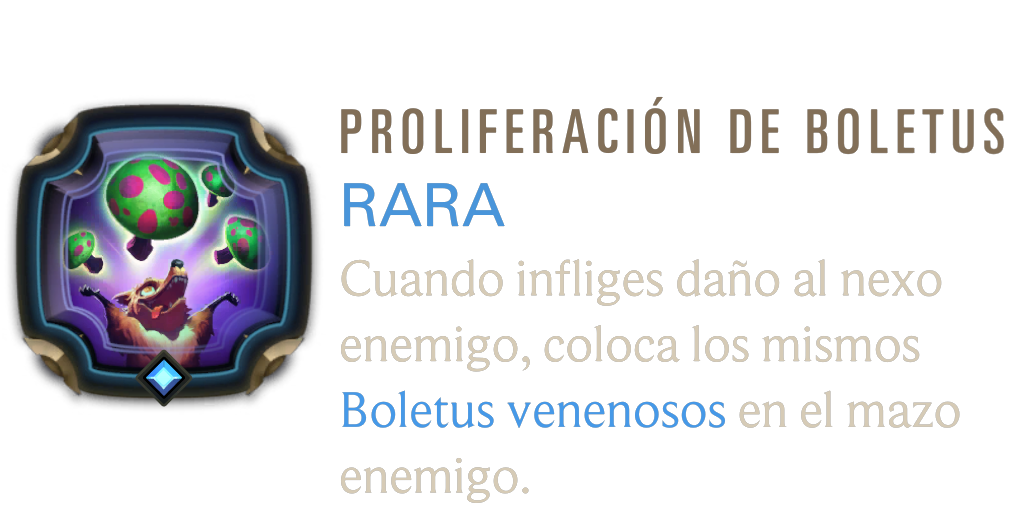 PROLIFERACIÓN DE BOLETUS
RARA
Cuando infliges daño al nexo
enemigo, coloca los mismos
Boletus venenosos en el mazo
enemigo.